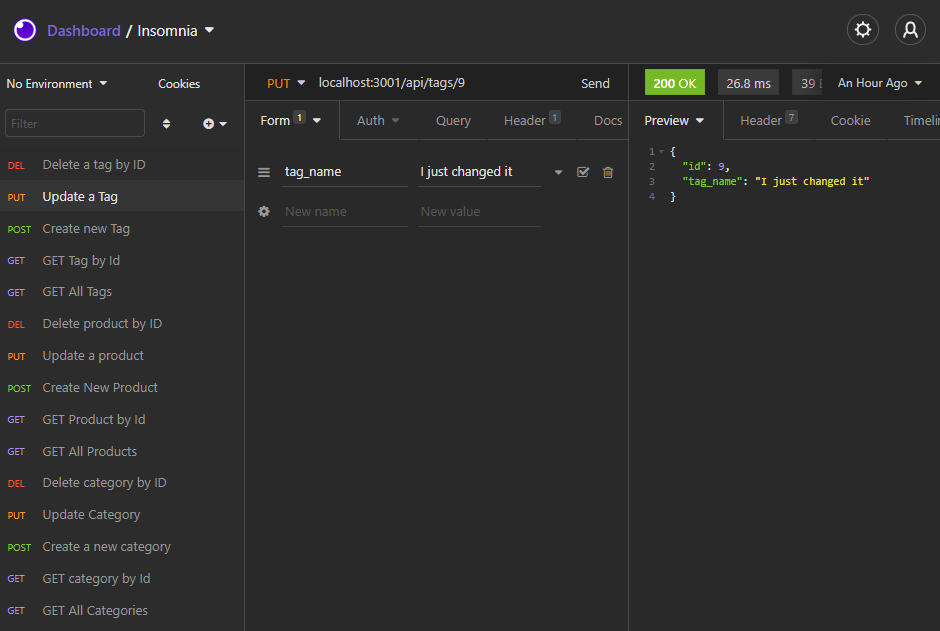 Dashboard / Insomnia
No Environment
Cookies
Filter
DEL Delete a tag by ID
PUT Update a Tag
POST Create new Tag
GET GET Tag by Id
GET GET All Tags
DEL Delete product by ID
PUT Update a product
POST Create New Product
GET GET Product by Id
GET GET All Products
DEL Delete category by ID
PUT Update Category
POST Create a new category
GET GET category by Id
GET GET All Categories
PUT localhost:3001/api/tags/9 Send
Form 1 Auth Query Header 1 Docs
tag_name I just changed it
New name New value
200 OK 26.8 ms 39 An Hour Ago
Preview Header 7 Cookie Timeli
1 {
2 "id": 9,
3 "tag_name": "I just changed it"
4 }